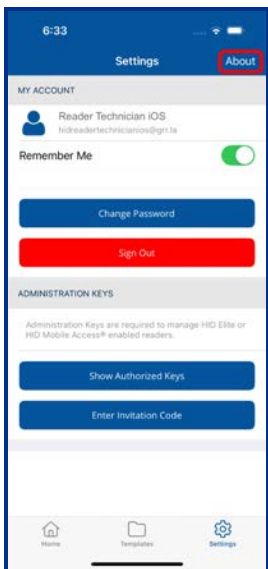 6:33
Settings
About
MY ACCOUNT
Reader Technician iOS
hidreadertechnicianios@grr.la
Remember Me
Change Password
Sign Out
ADMINISTRATION KEYS
Administration Keys are required to manage HID Elite or
HID Mobile Access® enabled readers.
Show Authorized Keys
Enter Invitation Code
Home
Templates
Settings